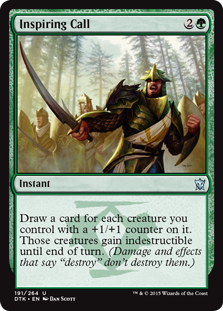 Inspiring Call 2
Instant
Draw a card for each creature you
control with a +1/+1 counter on it.
Those creatures gain indestructible
until end of turn. (Damage and effects
that say “destroy” don’t destroy them.)
191/264 U
DTK • EN DAN SCOTT
™ & © 2015 Wizards of the Coast